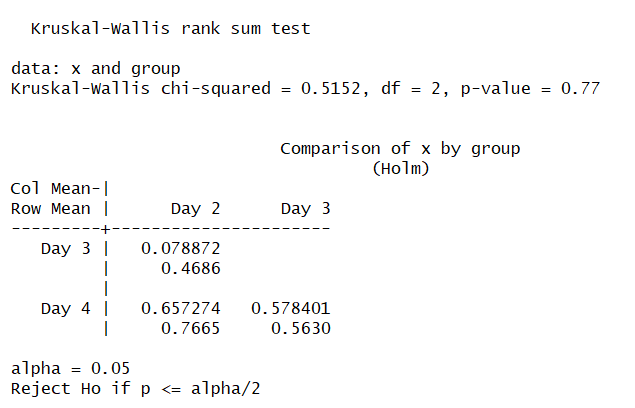 Kruskal-Wallis rank sum test
data: x and group
Kruskal-Wallis chi-squared = 0.5152, df = 2, p-value = 0.77
Comparison of x by group
(Holm)
Col Mean-|
Row Mean |      Day 2      Day 3
---------+----------------------
Day 3 |   0.078872
|     0.4686
|
Day 4 |   0.657274   0.578401
|     0.7665     0.5630
alpha = 0.05
Reject Ho if p <= alpha/2